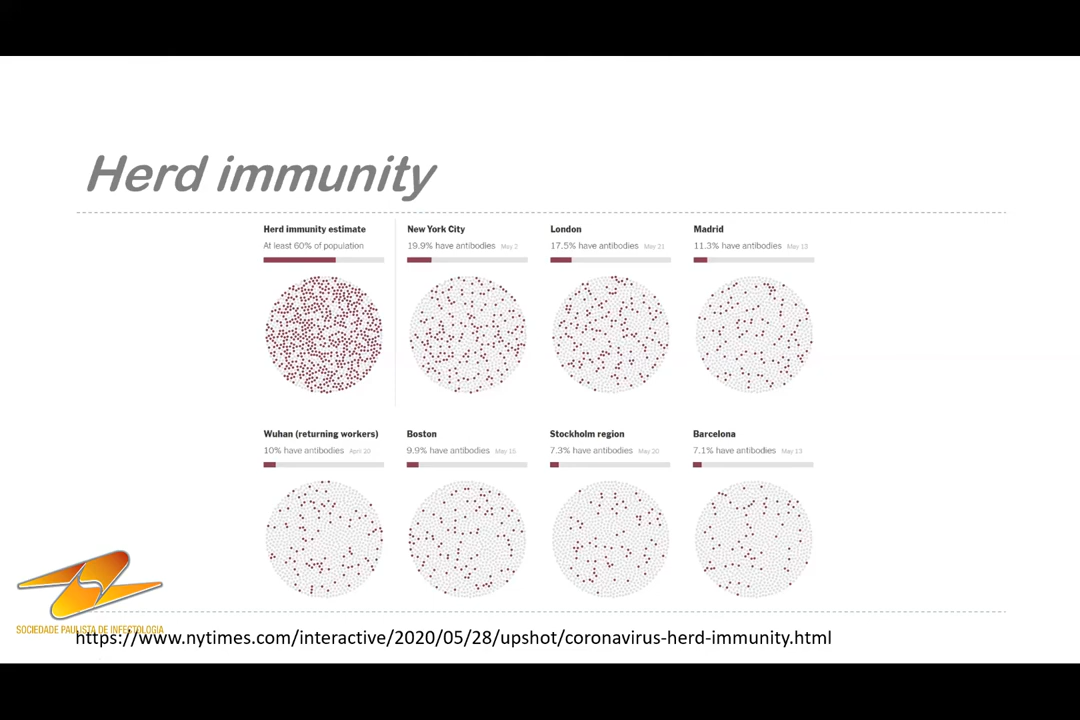 Herd immunity
Herd immunity estimate
At least 60% of population
New York City
19.9% have antibodies May 2
London
17.5% have antibodies May 21
Madrid
11.3% have antibodies May 13
Wuhan (returning workers)
10% have antibodies April 20
Boston
9.9% have antibodies May 15
Stockholm region
7.3% have antibodies May 20
Barcelona
7.1% have antibodies May 13
SOCIEDADE PAULISTA DE INFECTOLOGIA
https://www.nytimes.com/interactive/2020/05/28/upshot/coronavirus-herd-immunity.html